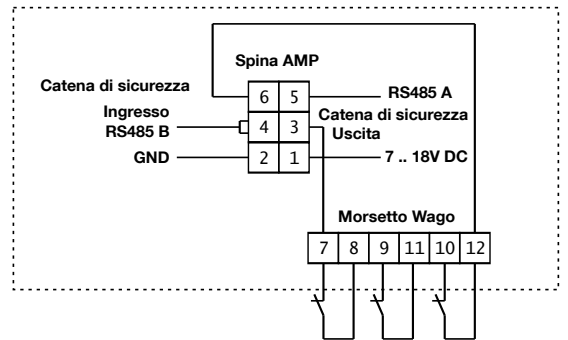 Spina AMP
Catena di sicurezza
6 5
RS485 A
Ingresso
RS485 B
4 3
Catena di sicurezza
Uscita
GND
2 1
7 .. 18V DC
Morsetto Wago
7 8 9 11 10 12